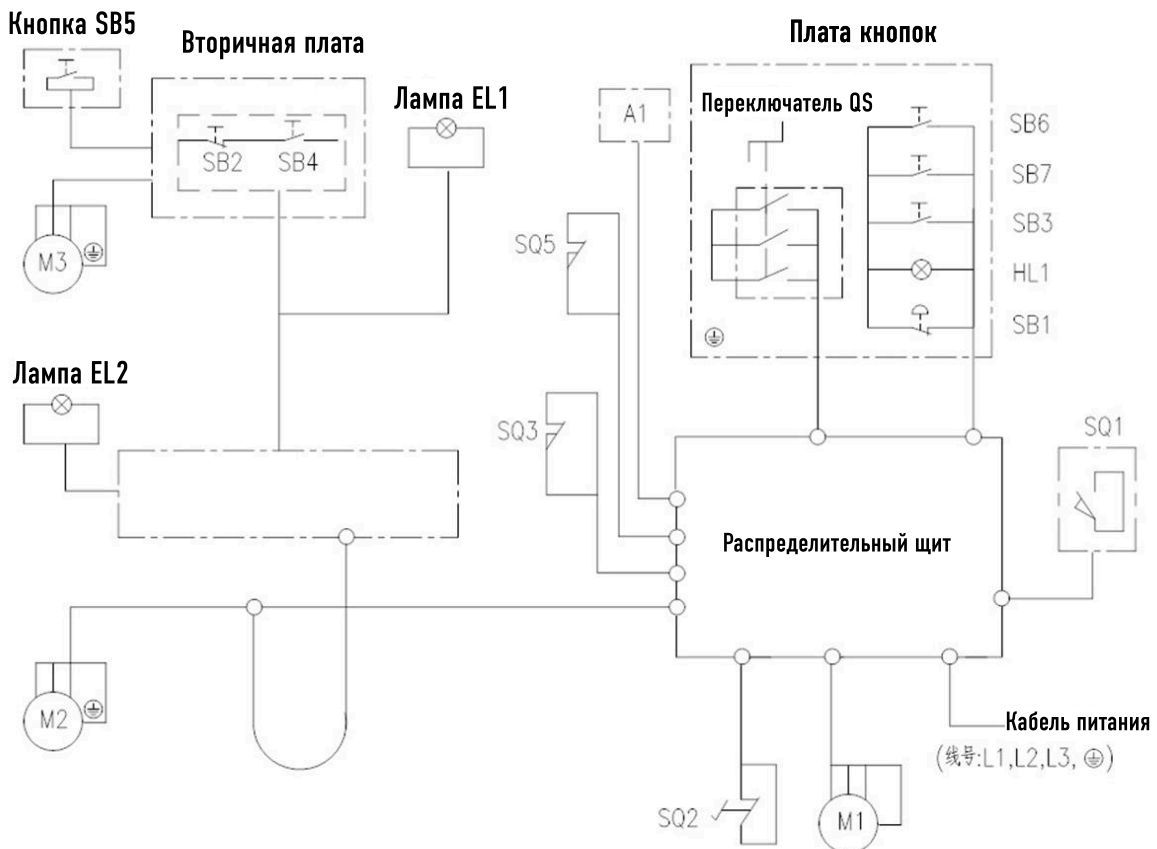 Кнопка SB5
Вторичная плата
Плата кнопок
Лампа EL1
A1
Переключатель QS
SB6
SB2
SB4
SB7
SB3
SQ5
M3
HL1
SB1
Лампа EL2
SQ3
SQ1
Распределительный щит
M2
Кабель питания
(线号:L1,L2,L3, )
SQ2
M1